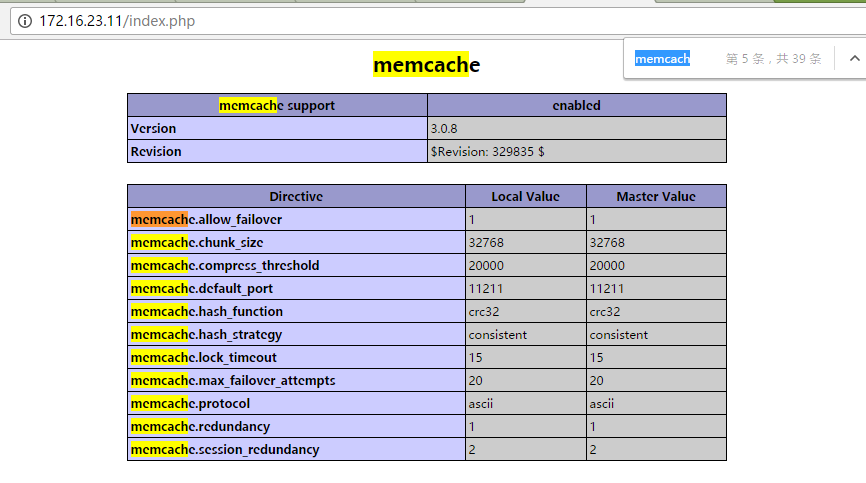 172.16.23.11/index.php
memcach 第 5 条，共 39 条
memcache
memcache support enabled
Version 3.0.8
Revision $Revision: 329835 $
Directive Local Value Master Value
memcache.allow_failover 1 1
memcache.chunk_size 32768 32768
memcache.compress_threshold 20000 20000
memcache.default_port 11211 11211
memcache.hash_function crc32 crc32
memcache.hash_strategy consistent consistent
memcache.lock_timeout 15 15
memcache.max_failover_attempts 20 20
memcache.protocol ascii ascii
memcache.redundancy 1 1
memcache.session_redundancy 2 2